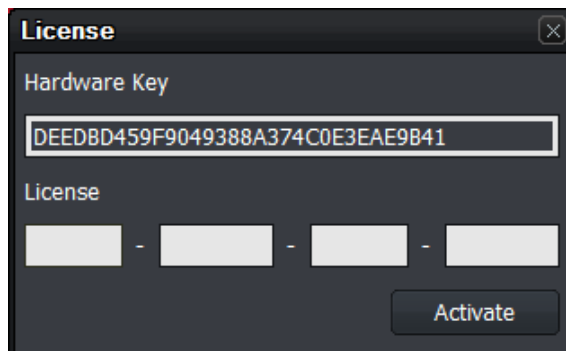 License
Hardware Key
DEEDBD459F9049388A374C0E3EAE9B41
License
- - -
Activate